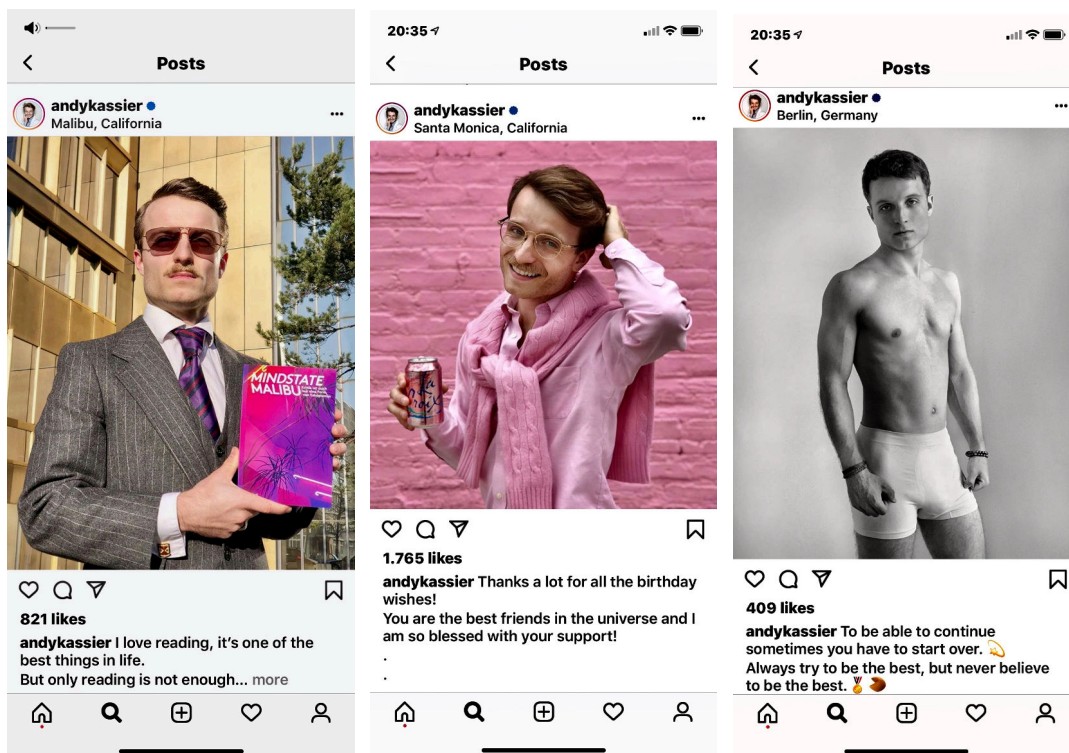 Posts
andykassier
Malibu, California
MINDSTATE
MALIBU
821 likes
andykassier I love reading, it's one of the
best things in life.
But only reading is not enough... more
20:35
Posts
andykassier
Santa Monica, California
La
Croix
1.765 likes
andykassier Thanks a lot for all the birthday
wishes!
You are the best friends in the universe and I
am so blessed with your support!
.
.
20:35
Posts
andykassier
Berlin, Germany
409 likes
andykassier To be able to continue
sometimes you have to start over. 💫
Always try to be the best, but never believe
to be the best. 🏅🥠